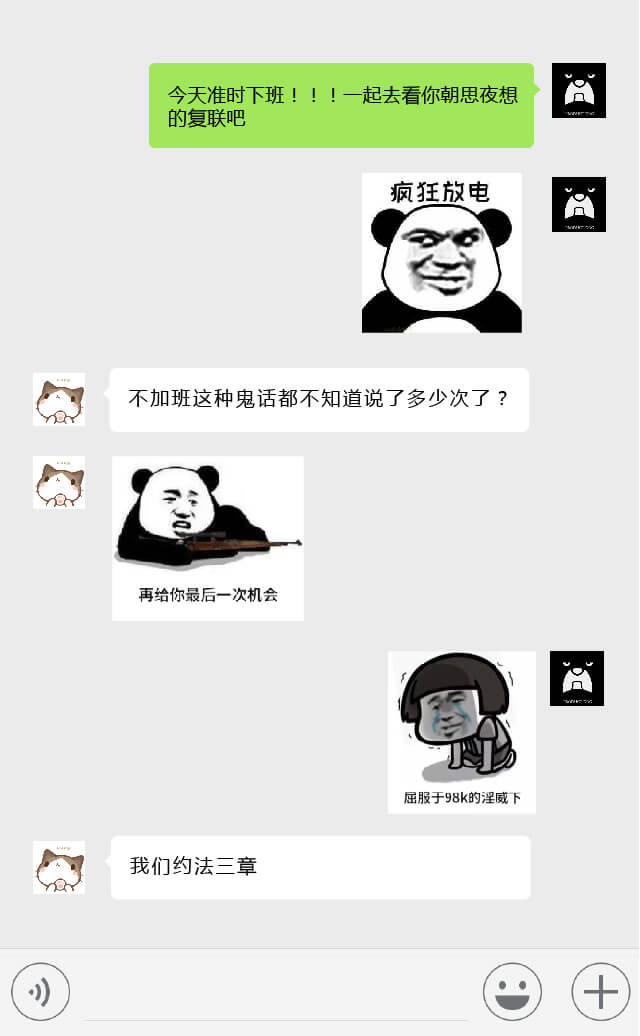 今天准时下班！！！一起去看你朝思夜想
的复联吧
疯狂放电
不加班这种鬼话都不知道说了多少次了？
再给你最后一次机会
屈服于98k的淫威下
我们约法三章